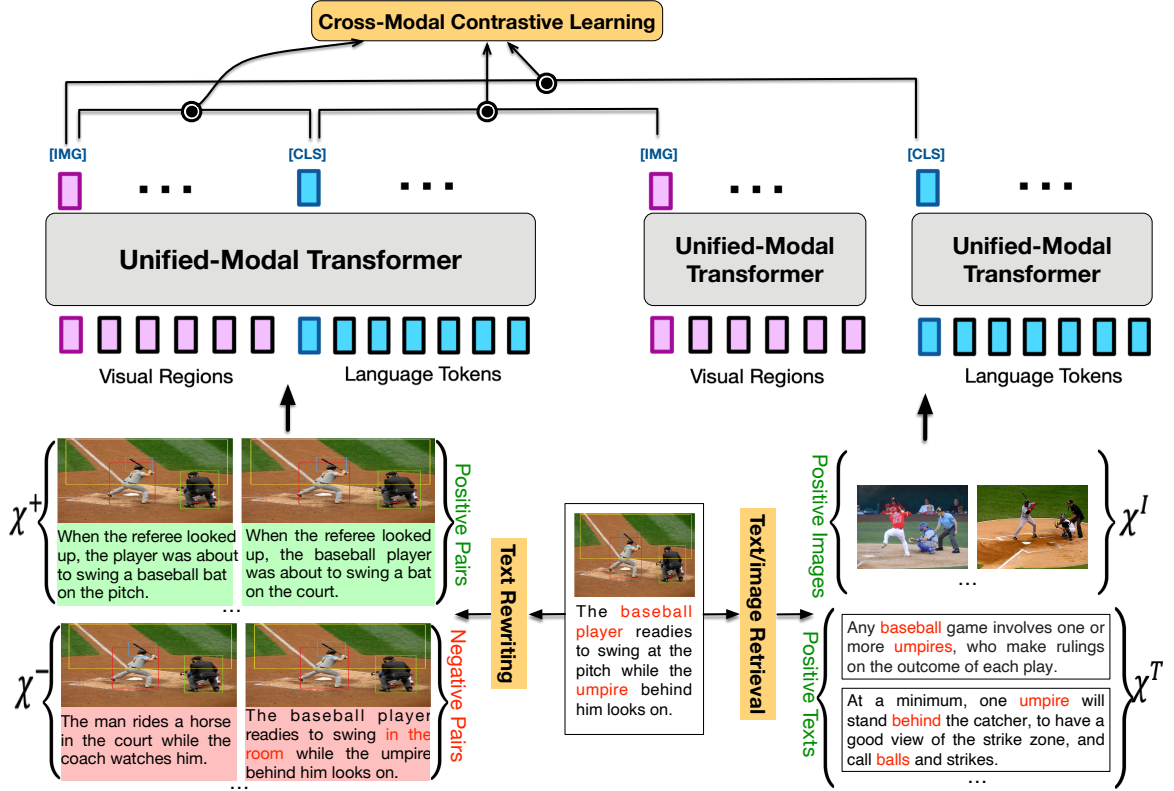 Cross-Modal Contrastive Learning
[IMG]
[CLS]
[IMG]
[CLS]
Unified-Modal Transformer
Unified-Modal
Transformer
Unified-Modal
Transformer
Visual Regions
Language Tokens
Visual Regions
Language Tokens
χ+
When the referee looked
up, the player was about
to swing a baseball bat
on the pitch.
When the referee looked
up, the baseball player
was about to swing a bat
on the court.
...
Positive Pairs
χ−
The man rides a horse
in the court while the
coach watches him.
The baseball player
readies to swing in the
room while the umpire
behind him looks on.
...
Negative Pairs
Text Rewriting
The baseball
player readies
to swing at the
pitch while the
umpire behind
him looks on.
Text/image Retrieval
Positive Images
...
χI
Positive Texts
Any baseball game involves one or
more umpires, who make rulings
on the outcome of each play.
At a minimum, one umpire will
stand behind the catcher, to have a
good view of the strike zone, and
call balls and strikes.
...
χT